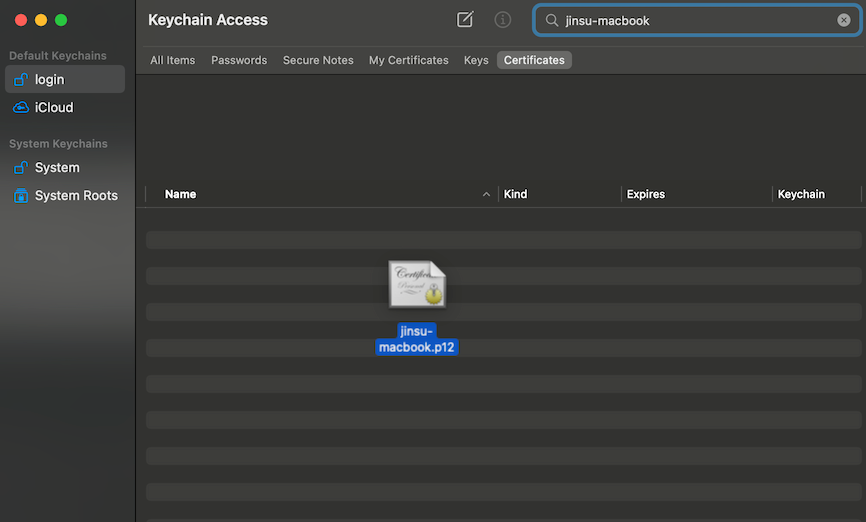 Keychain Access
jinsu-macbook
Default Keychains
login
iCloud
System Keychains
System
System Roots
All Items Passwords Secure Notes My Certificates Keys Certificates
Name Kind Expires Keychain
Certifica
Personal
jinsu-
macbook.p12